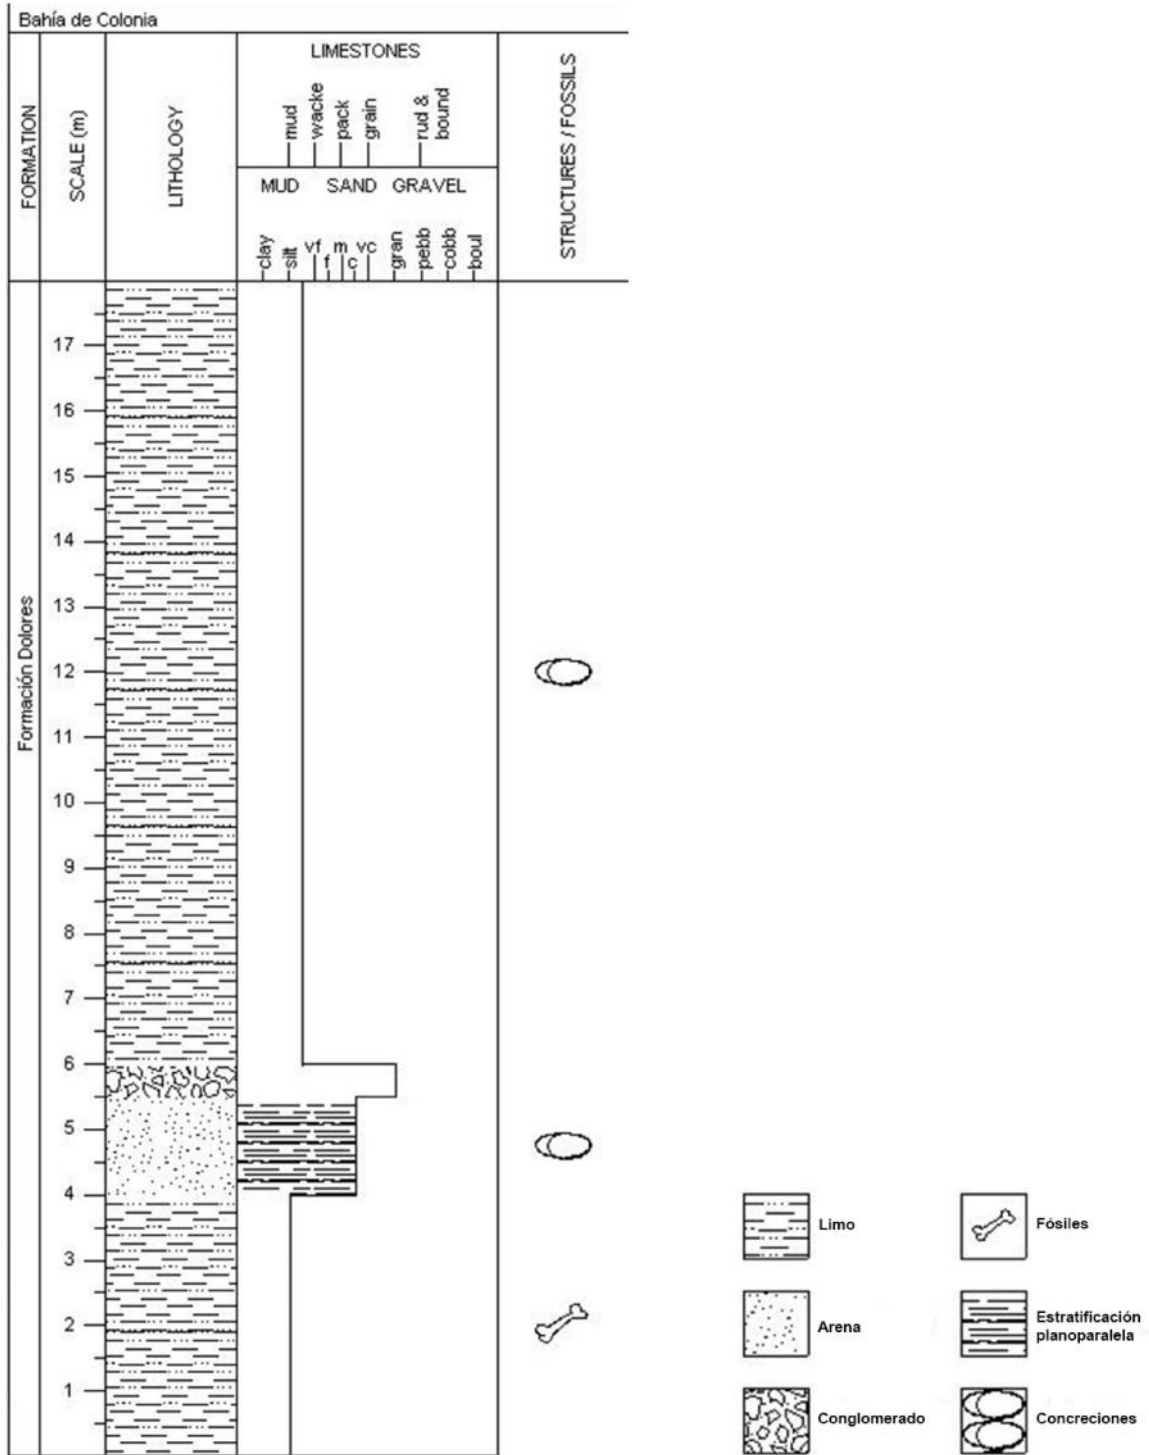 Bahía de Colonia
FORMATION
SCALE (m)
LITHOLOGY
LIMESTONES
mud
wacke
pack
grain
rud &
bound
MUD
SAND
GRAVEL
clay
silt
vf
f
m
c
vc
gran
pebb
cobb
boul
STRUCTURES / FOSSILS
Formación Dolores
17
16
15
14
13
12
11
10
9
8
7
6
5
4
3
2
1
Limo
Fósiles
Arena
Estratificación
planoparalela
Conglomerado
Concreciones